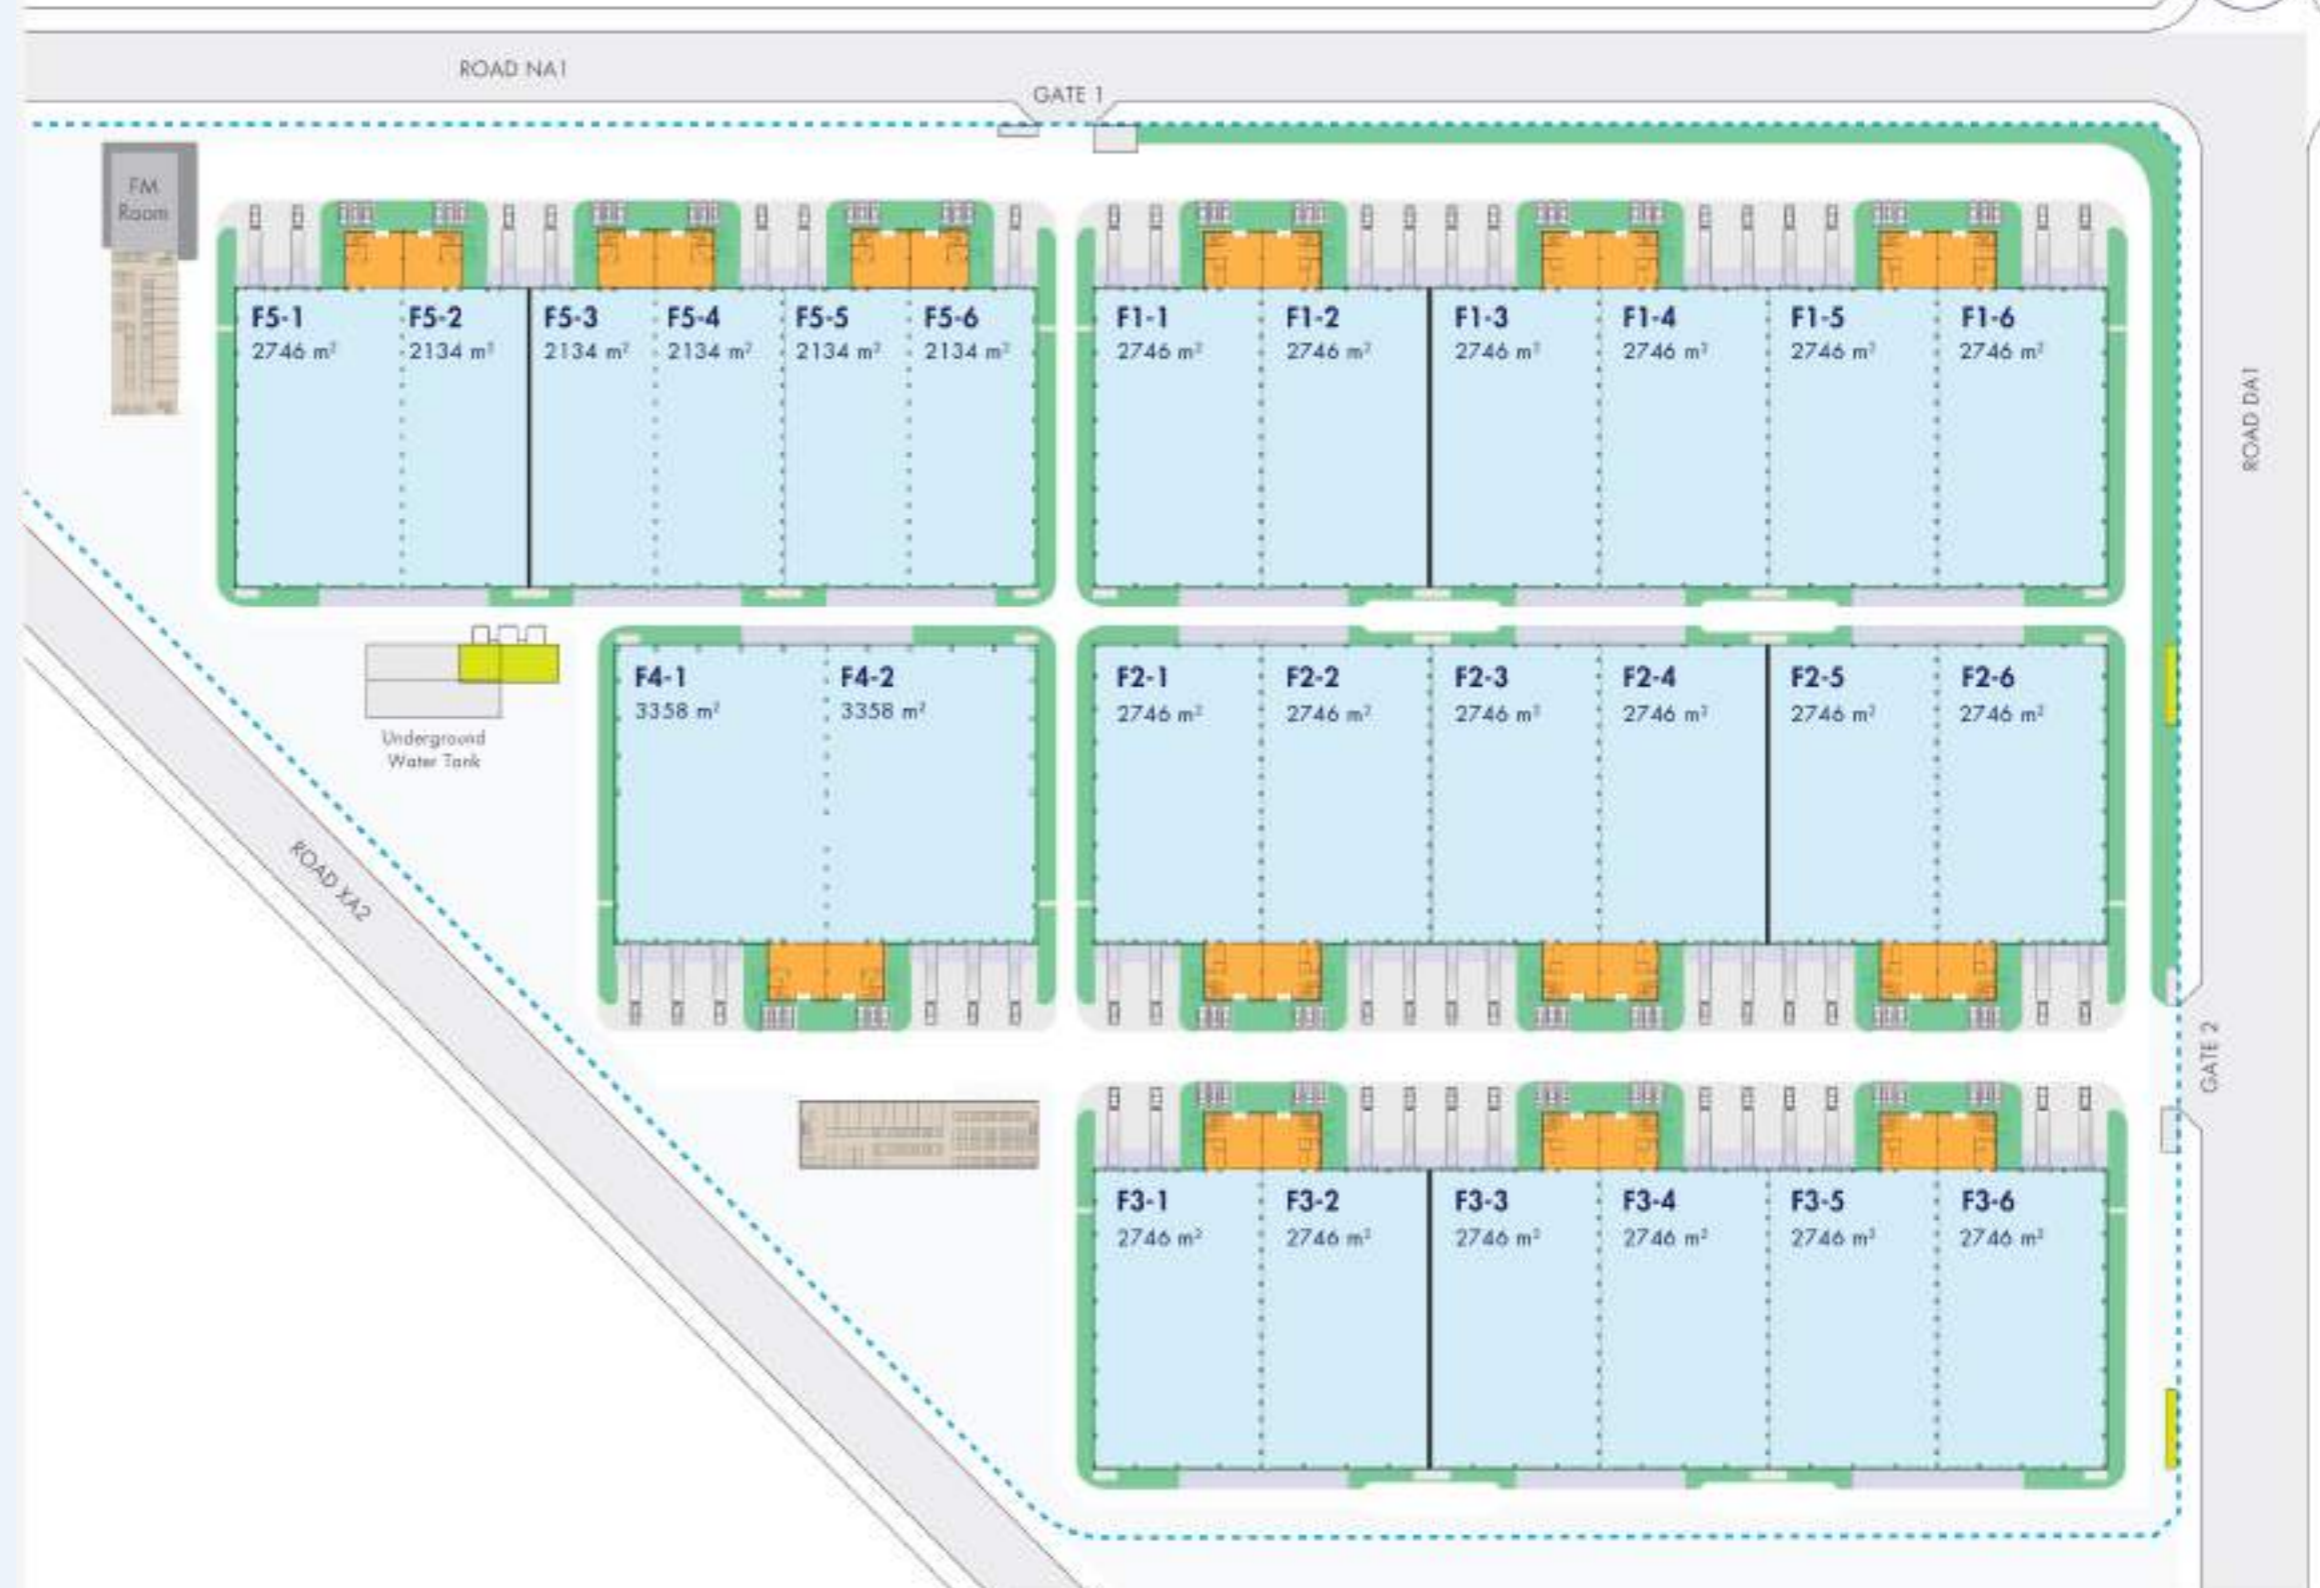 ROAD NA1
GATE 1
FM
Room
F5-1
2746 m²
F5-2
2134 m²
F5-3
2134 m²
F5-4
2134 m²
F5-5
2134 m²
F5-6
2134 m²
F1-1
2746 m²
F1-2
2746 m²
F1-3
2746 m²
F1-4
2746 m²
F1-5
2746 m²
F1-6
2746 m²
ROAD DA1
Underground
Water Tank
F4-1
3358 m²
F4-2
3358 m²
F2-1
2746 m²
F2-2
2746 m²
F2-3
2746 m²
F2-4
2746 m²
F2-5
2746 m²
F2-6
2746 m²
ROAD XA2
GATE 2
F3-1
2746 m²
F3-2
2746 m²
F3-3
2746 m²
F3-4
2746 m²
F3-5
2746 m²
F3-6
2746 m²